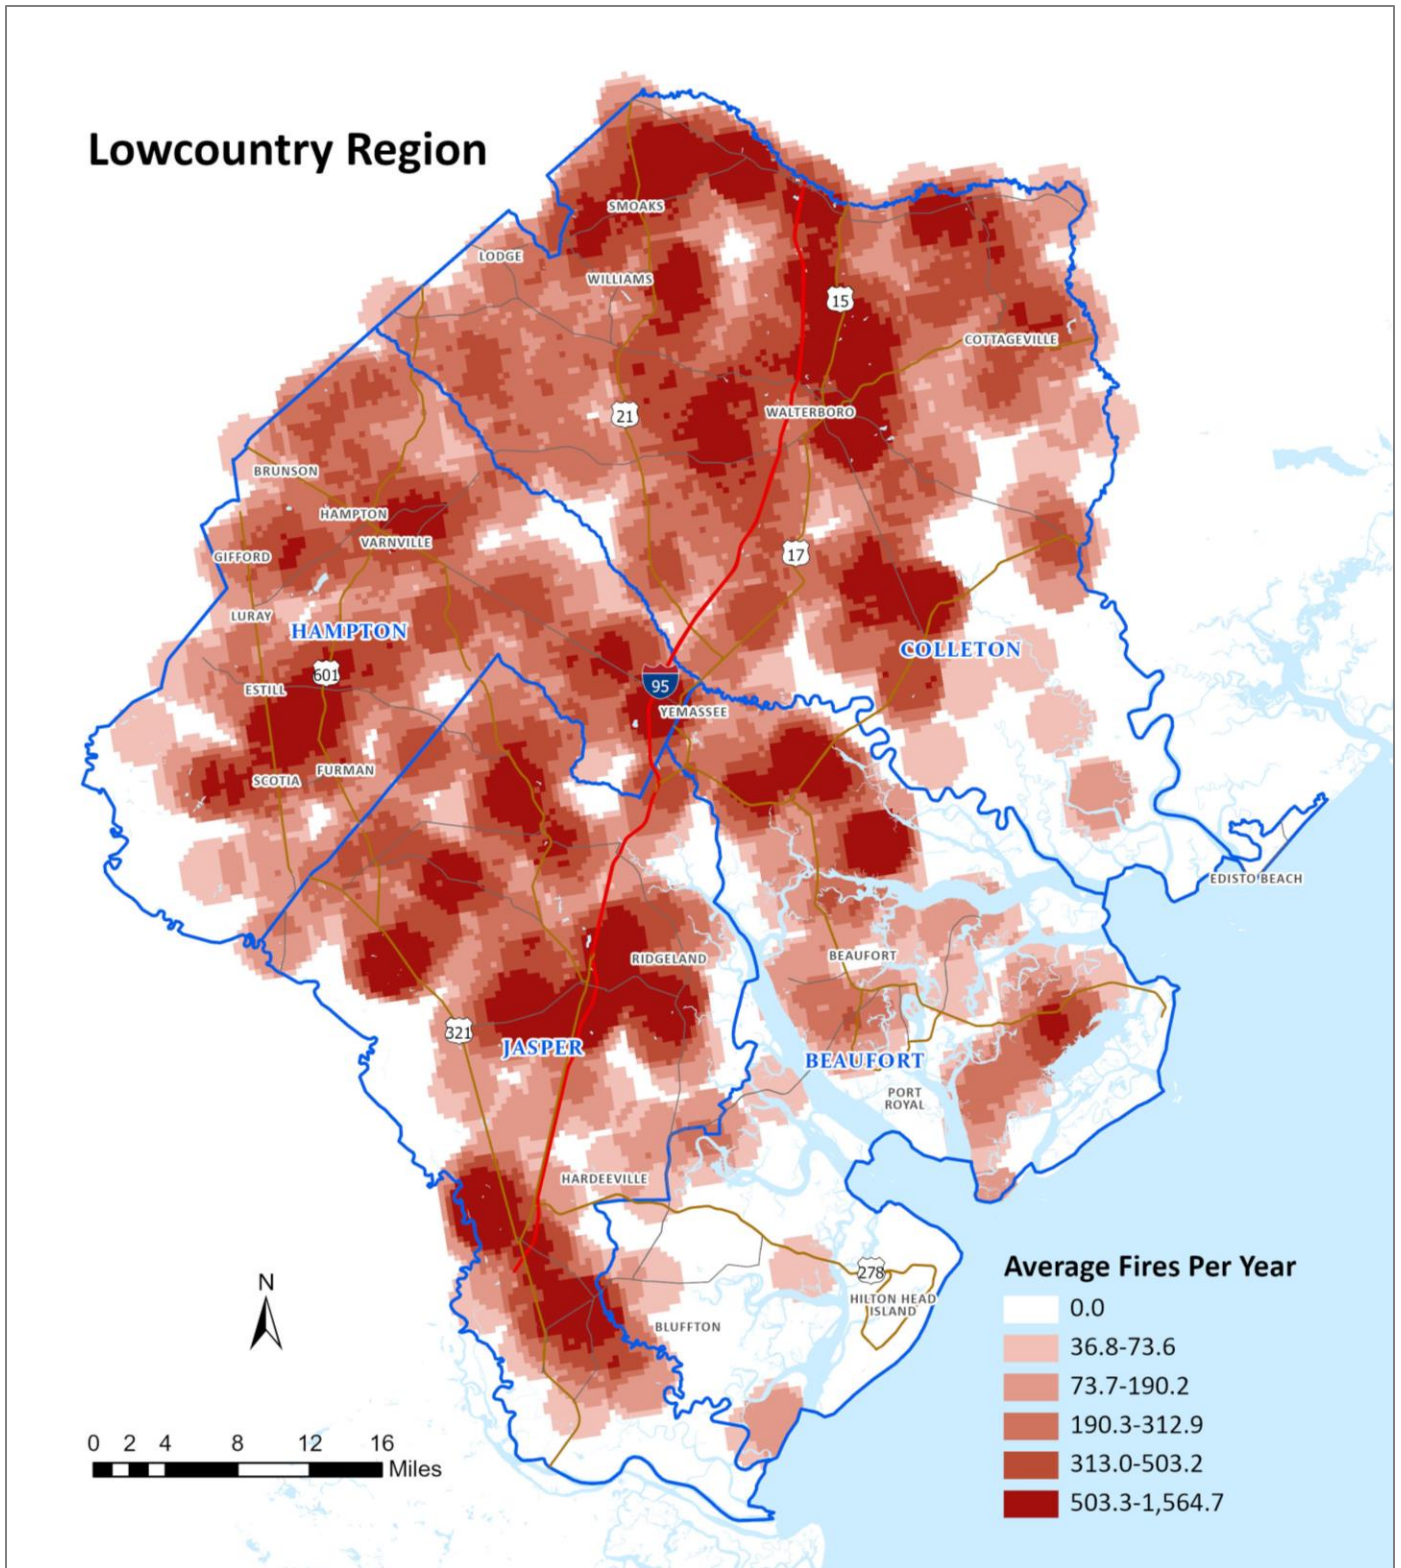 Lowcountry Region
SMOAKS
LODGE
WILLIAMS
15
COTTAGEVILLE
21
WALTERBORO
BRUNSON
HAMPTON
VARNVILLE
GIFFORD
17
LURAY
HAMPTON
COLLETON
601
ESTILL
95
YEMASSEE
SCOTIA
FURMAN
EDISTO BEACH
BEAUFORT
RIDGELAND
321
JASPER
BEAUFORT
PORT
ROYAL
HARDEEVILLE
278
HILTON HEAD
ISLAND
BLUFFTON
N
0 2 4 8 12 16
Miles
Average Fires Per Year
0.0
36.8-73.6
73.7-190.2
190.3-312.9
313.0-503.2
503.3-1,564.7